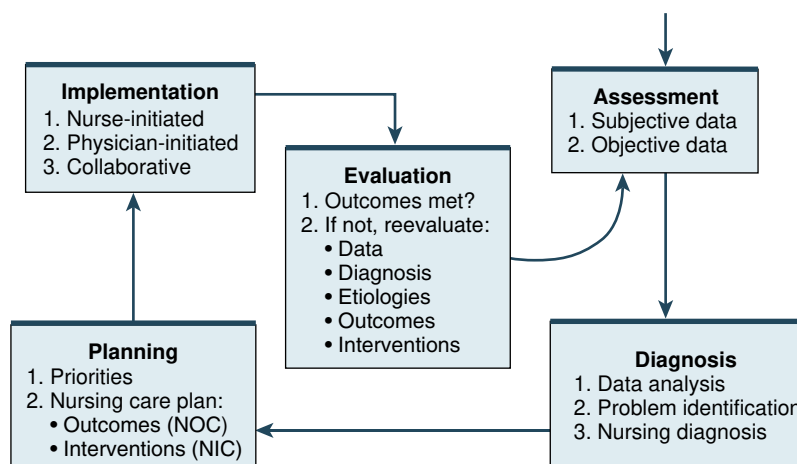 Implementation
1. Nurse-initiated
2. Physician-initiated
3. Collaborative
Evaluation
1. Outcomes met?
2. If not, reevaluate:
• Data
• Diagnosis
• Etiologies
• Outcomes
• Interventions
Assessment
1. Subjective data
2. Objective data
Planning
1. Priorities
2. Nursing care plan:
• Outcomes (NOC)
• Interventions (NIC)
Diagnosis
1. Data analysis
2. Problem identification
3. Nursing diagnosis